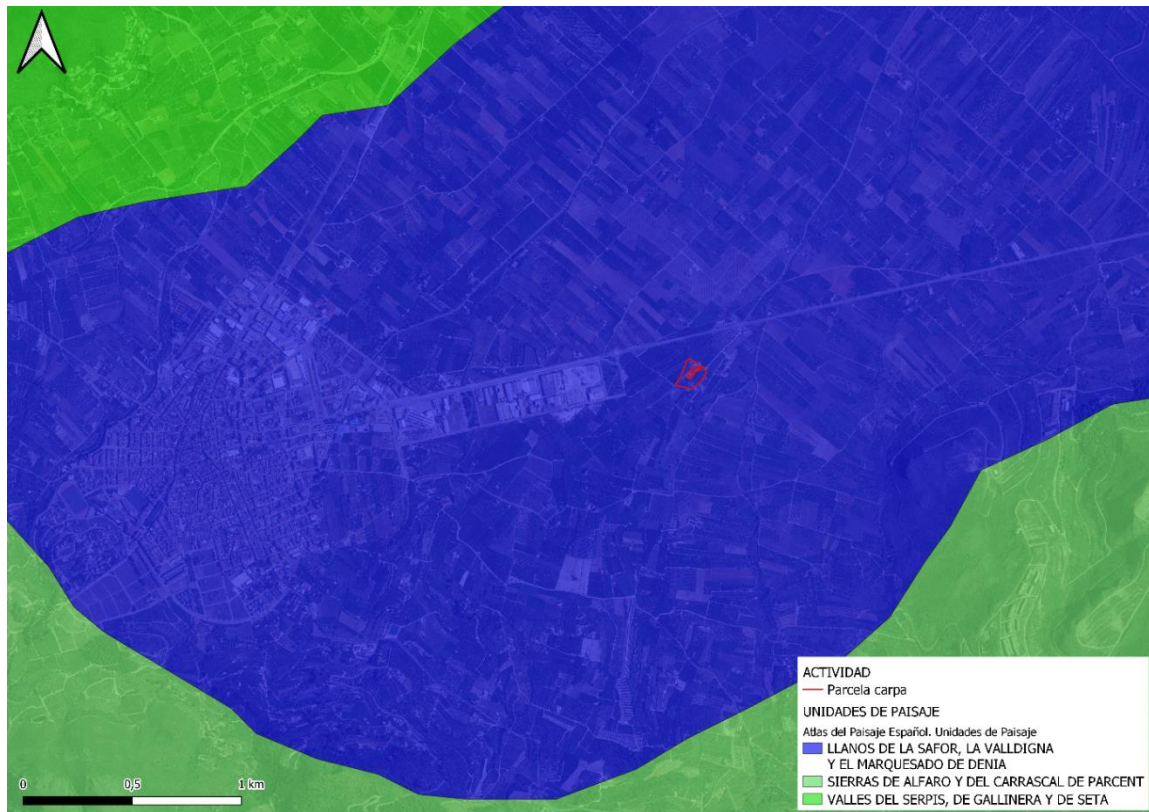 ACTIVIDAD
Parcela carpa
UNIDADES DE PAISAJE
Atlas del Paisaje Español. Unidades de Paisaje
LLANOS DE LA SAFOR, LA VALLDIGNA
Y EL MARQUESADO DE DENIA
SIERRAS DE ALFARO Y DEL CARRASCAL DE PARCENT
VALLES DEL SERPIS, DE GALLINERA Y DE SETA
0 0,5 1 km